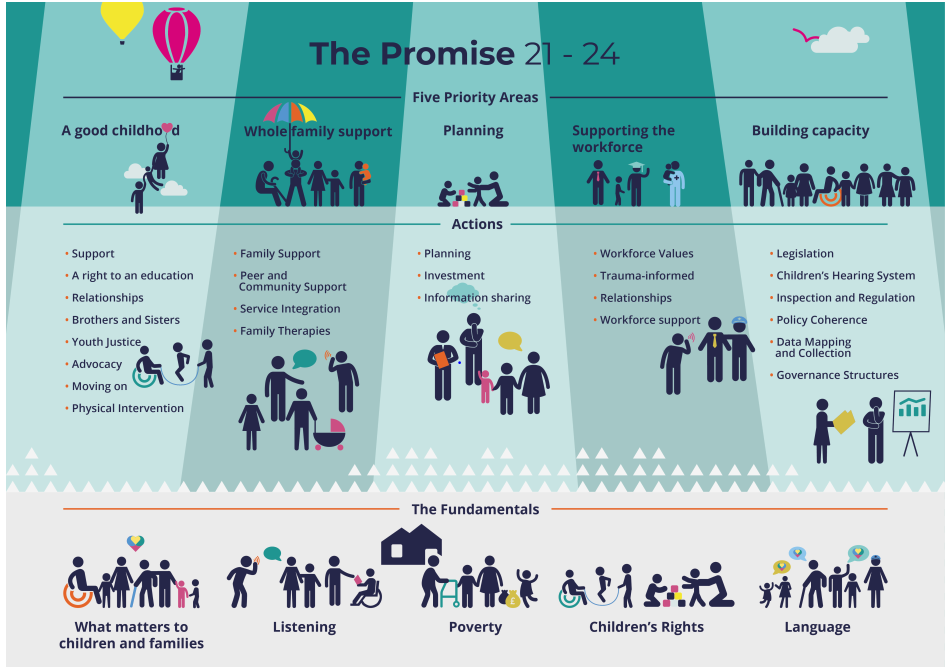 The Promise 21 - 24
Five Priority Areas
A good childhood
Whole family support
Planning
Supporting the
workforce
Building capacity
Actions
• Support
• A right to an education
• Relationships
• Brothers and Sisters
• Youth Justice
• Advocacy
• Moving on
• Physical Intervention
• Family Support
• Peer and
Community Support
• Service Integration
• Family Therapies
• Planning
• Investment
• Information sharing
• Workforce Values
• Trauma-informed
• Relationships
• Workforce support
• Legislation
• Children's Hearing System
• Inspection and Regulation
• Policy Coherence
• Data Mapping
and Collection
• Governance Structures
The Fundamentals
What matters to
children and families
Listening
£
Poverty
Children's Rights
Language